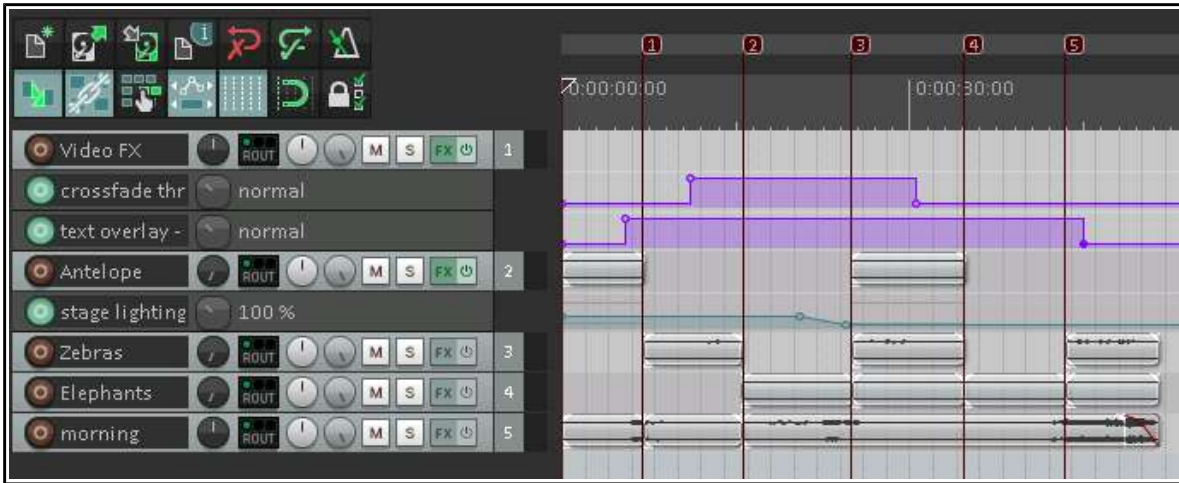 1 2 3 4 5
0:00:00:00 0:00:30:00
Video FX ROUT M S FX 1
crossfade thr normal
text overlay - normal
Antelope ROUT M S FX 2
stage lighting 100 %
Zebras ROUT M S FX 3
Elephants ROUT M S FX 4
morning ROUT M S FX 5